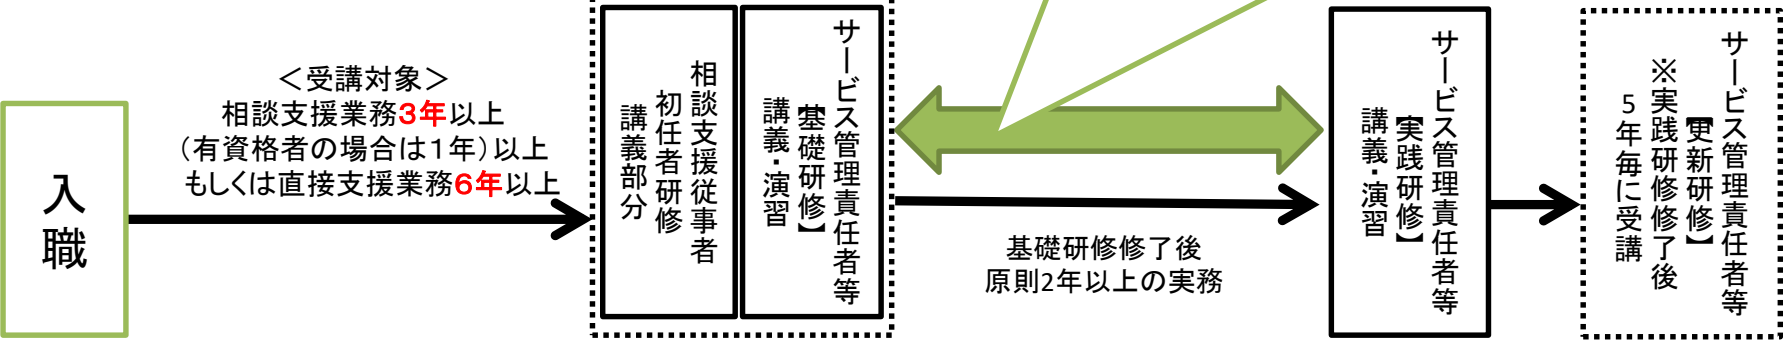 入職
＜受講対象＞
相談支援業務3年以上
（有資格者の場合は１年）以上
もしくは直接支援業務6年以上
相談支援従事者
初任者研修
講義部分
サービス管理責任者等
【基礎研修】
講義・演習
基礎研修修了後
原則2年以上の実務
サービス管理責任者等
【実践研修】
講義・演習
サービス管理責任者等
【更新研修】
※実践研修修了後
５年毎に受講